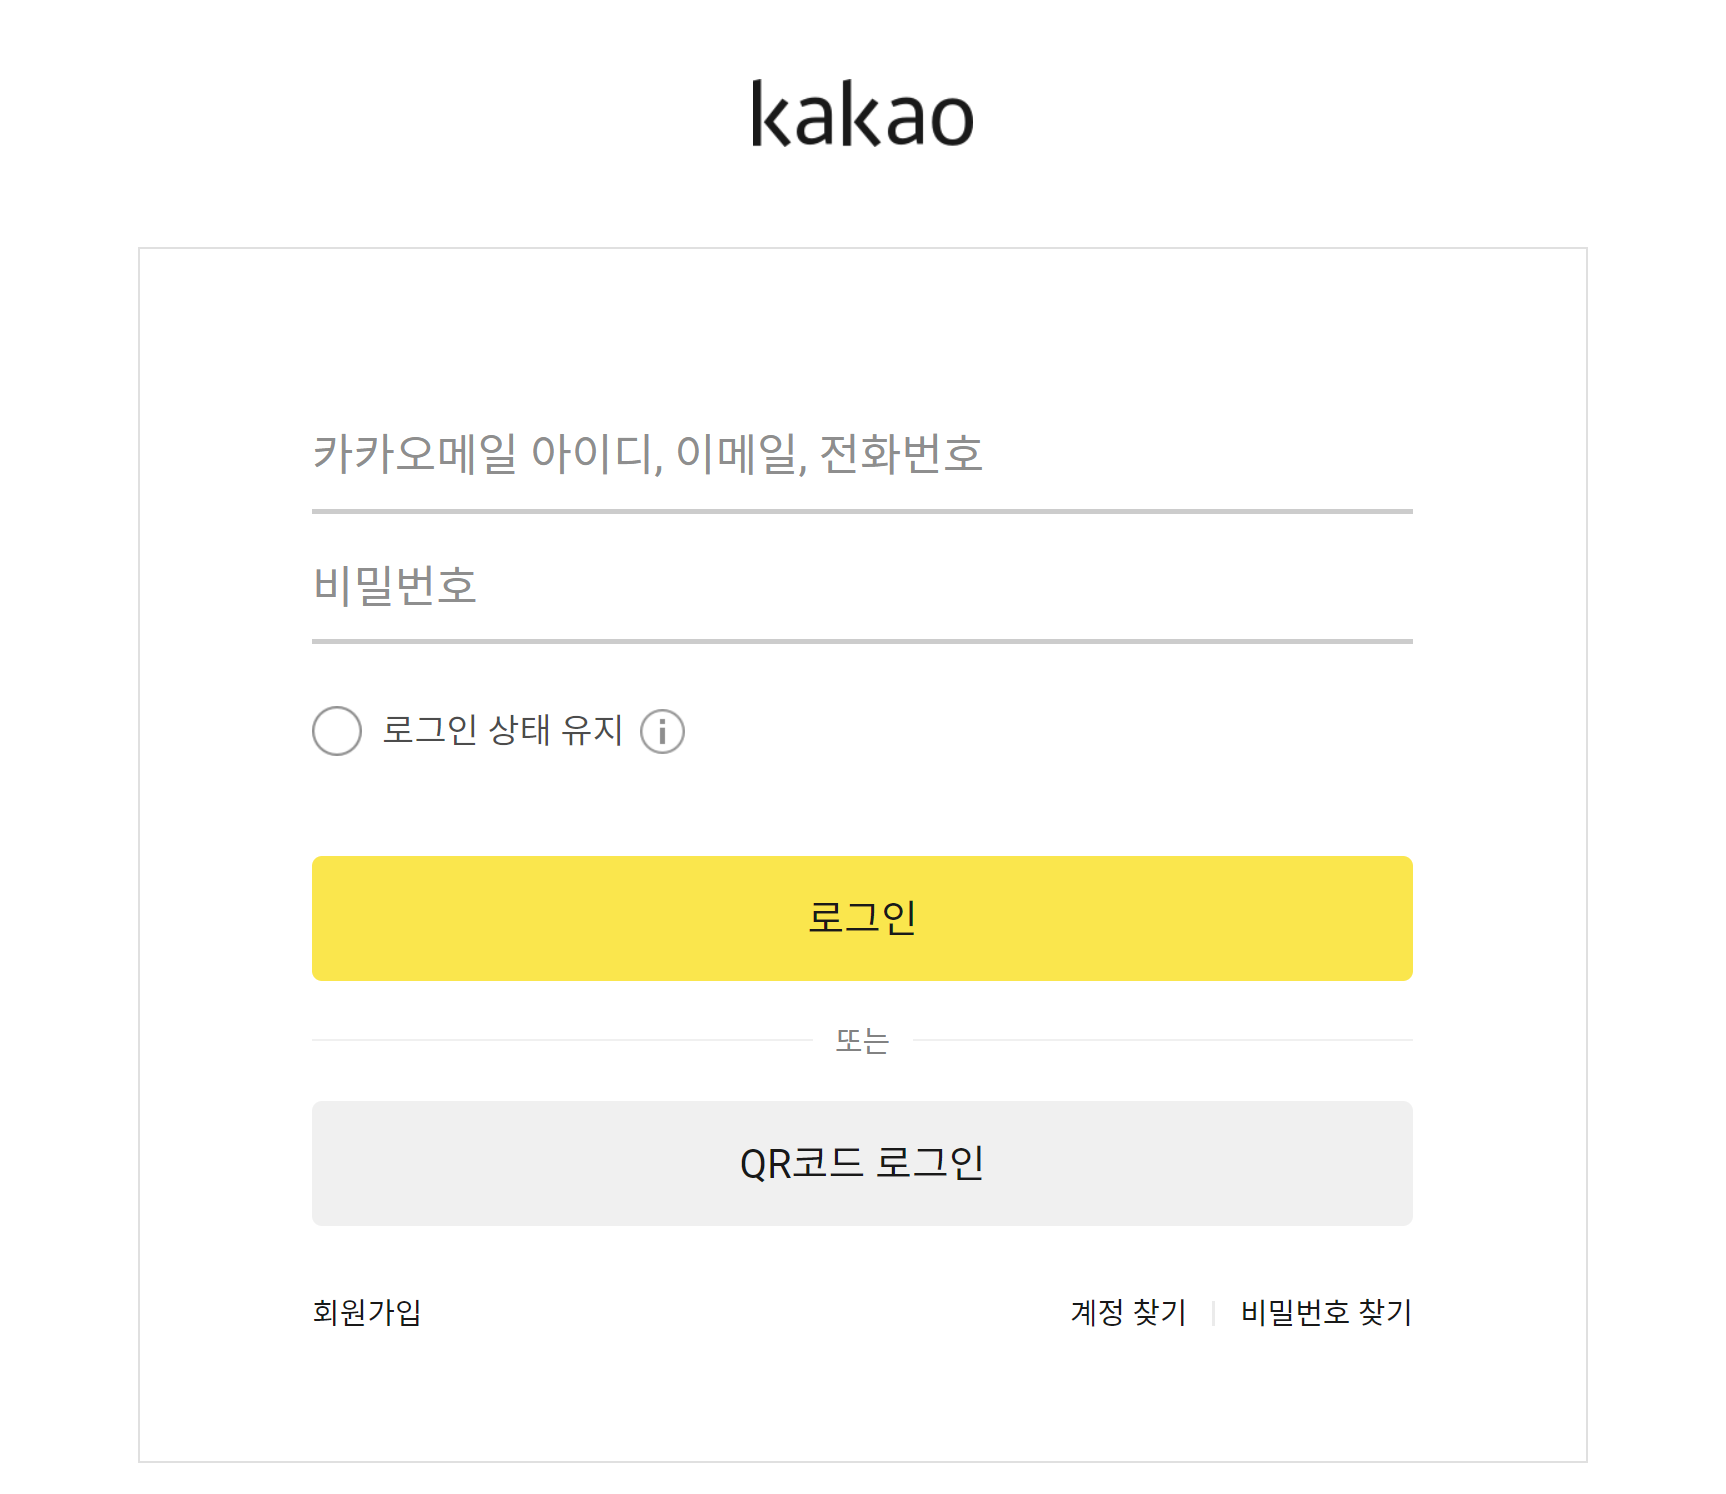 kakao
카카오메일 아이디, 이메일, 전화번호
비밀번호
로그인 상태 유지
로그인
또는
QR코드 로그인
회원가입
계정 찾기
비밀번호 찾기